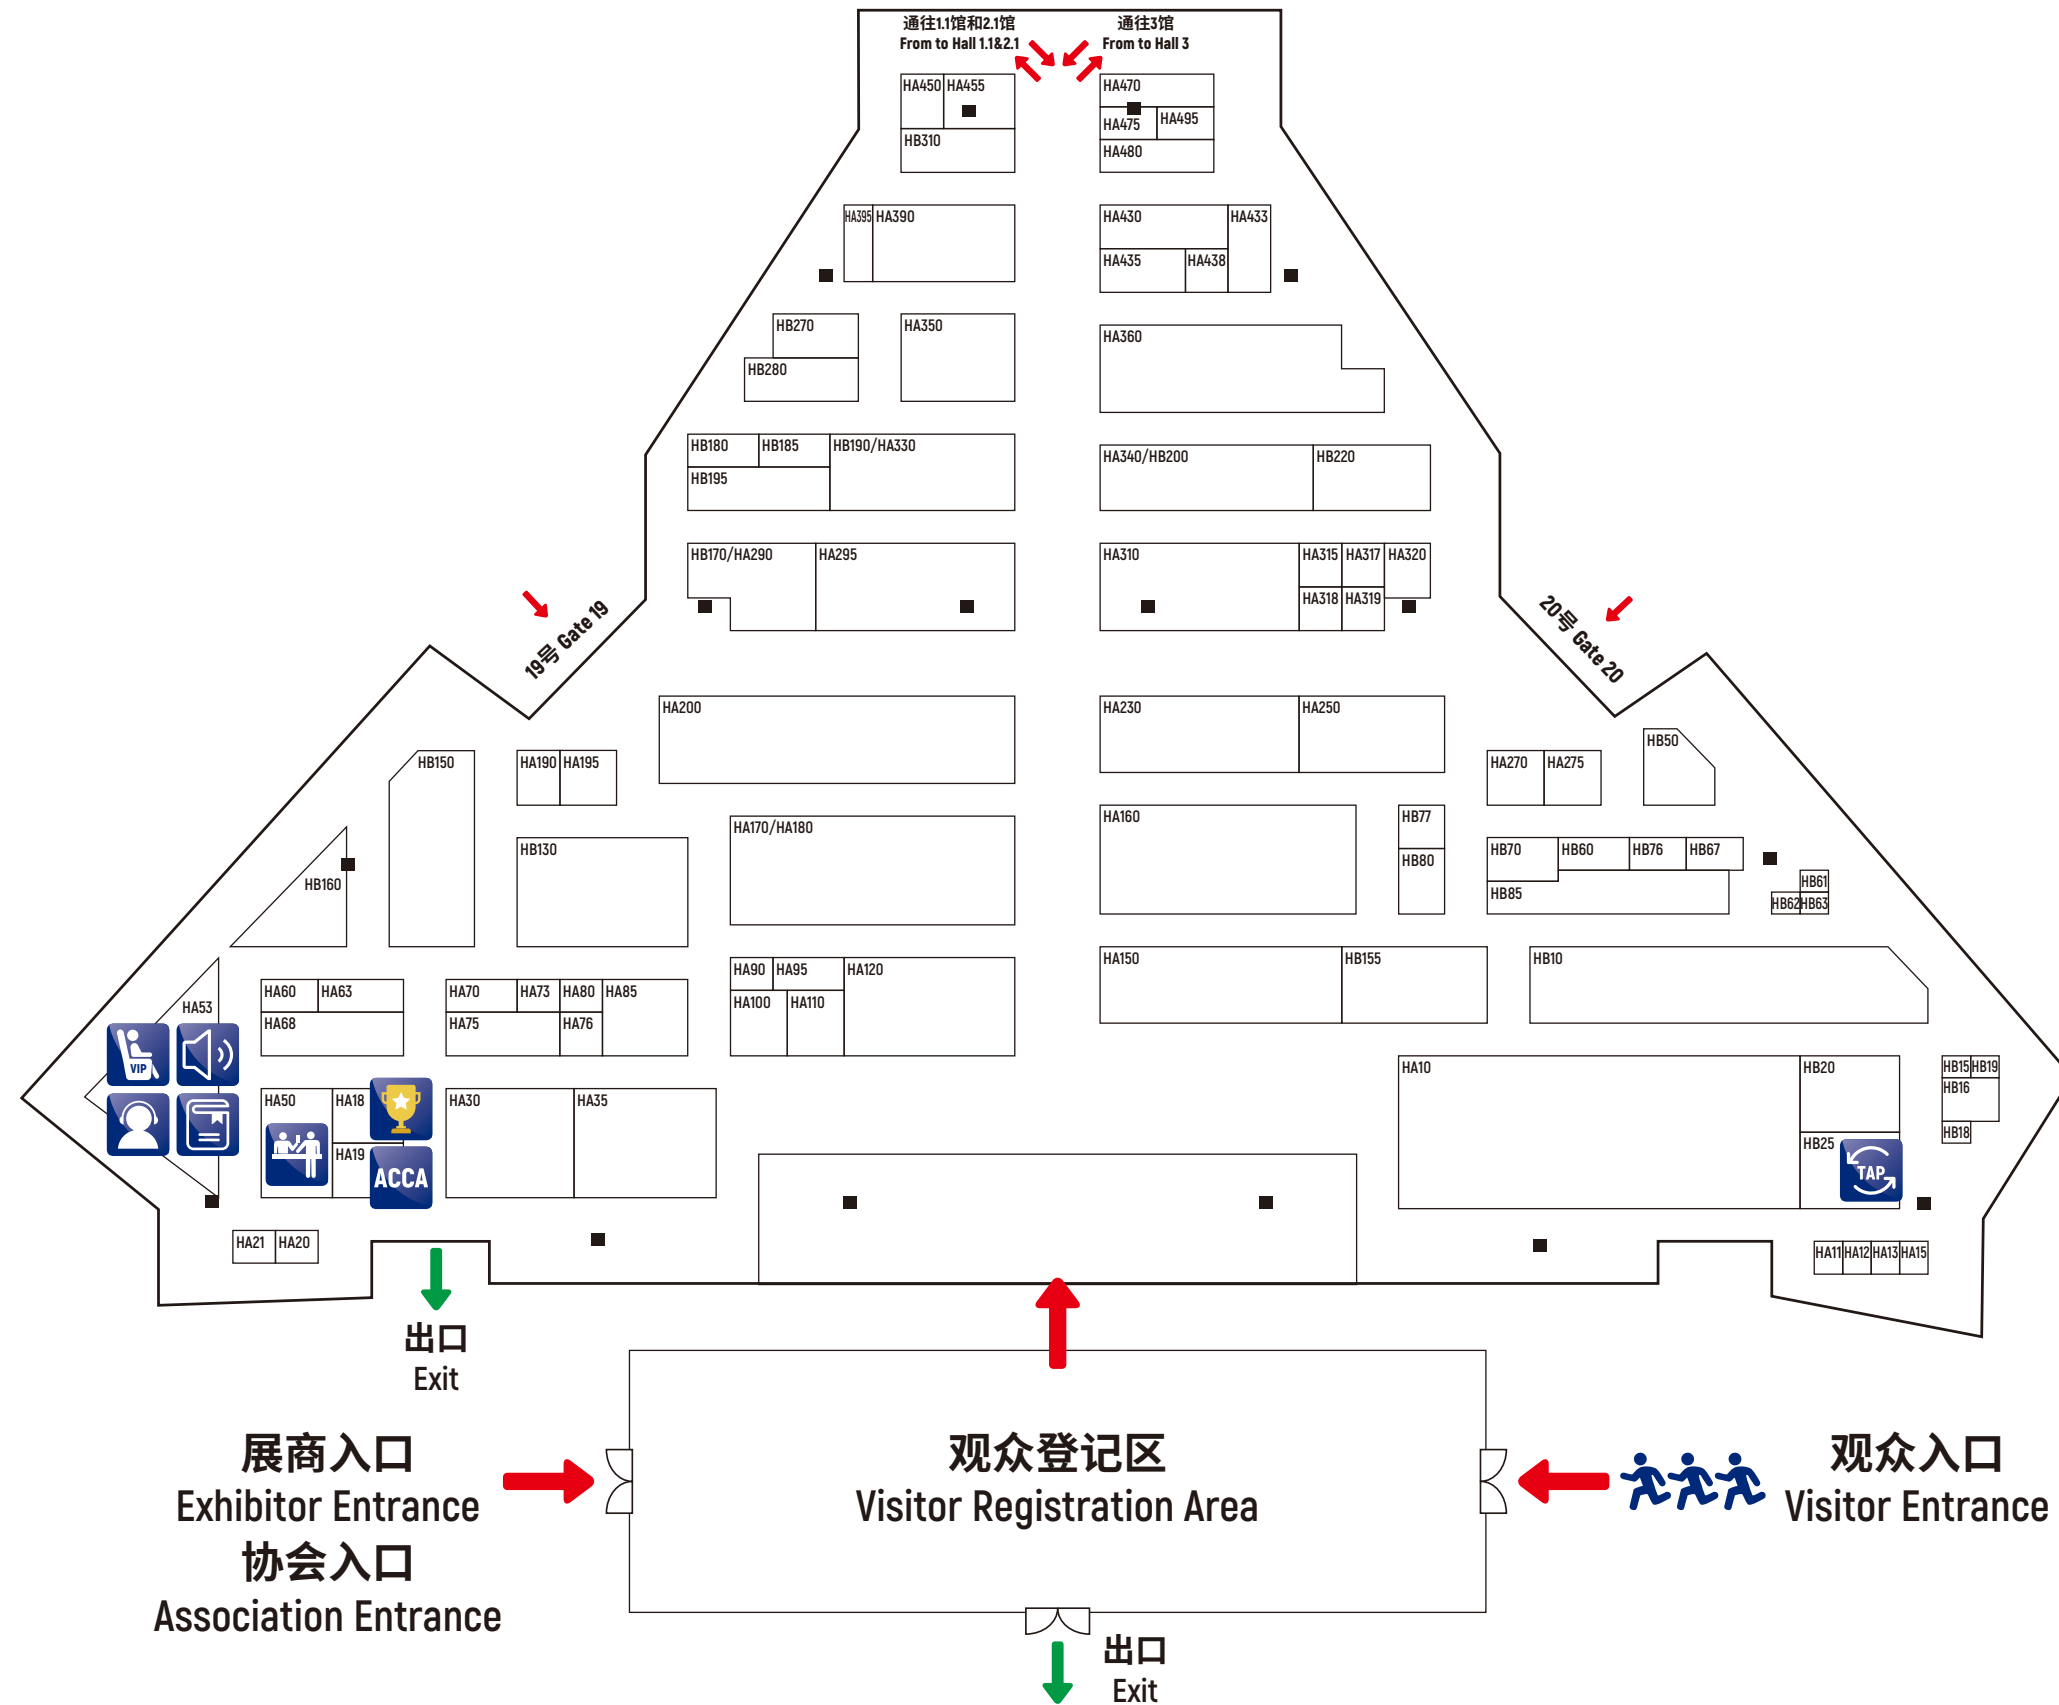 通往1.1馆和2.1馆
From to Hall 1.1&2.1
通往3馆
From to Hall 3
HA450
HA455
HB310
HA470
HA475
HA495
HA480
HA395
HA390
HA430
HA433
HA435
HA438
HB270
HB280
HA350
HA360
HB180
HB185
HB190/HA330
HB195
HA340/HB200
HB220
HB170/HA290
HA295
HA310
HA315
HA317
HA320
HA318
HA319
19号 Gate 19
20号 Gate 20
HA200
HA230
HA250
HB150
HA190
HA195
HA270
HA275
HB50
HA170/HA180
HA160
HB77
HB80
HB130
HB160
HB70
HB60
HB76
HB67
HB85
HB61
HB62
HB63
HA53
HA60
HA63
HA68
HA70
HA73
HA80
HA85
HA75
HA76
HA90
HA95
HA120
HA100
HA110
HA150
HB155
HB10
VIP
HA50
HA18
HA19
ACCA
HA30
HA35
HA10
HB20
HB25
TAP
HB15
HB19
HB16
HB18
HA21
HA20
HA11
HA12
HA13
HA15
出口
Exit
展商入口
Exhibitor Entrance
协会入口
Association Entrance
观众登记区
Visitor Registration Area
观众入口
Visitor Entrance
出口
Exit